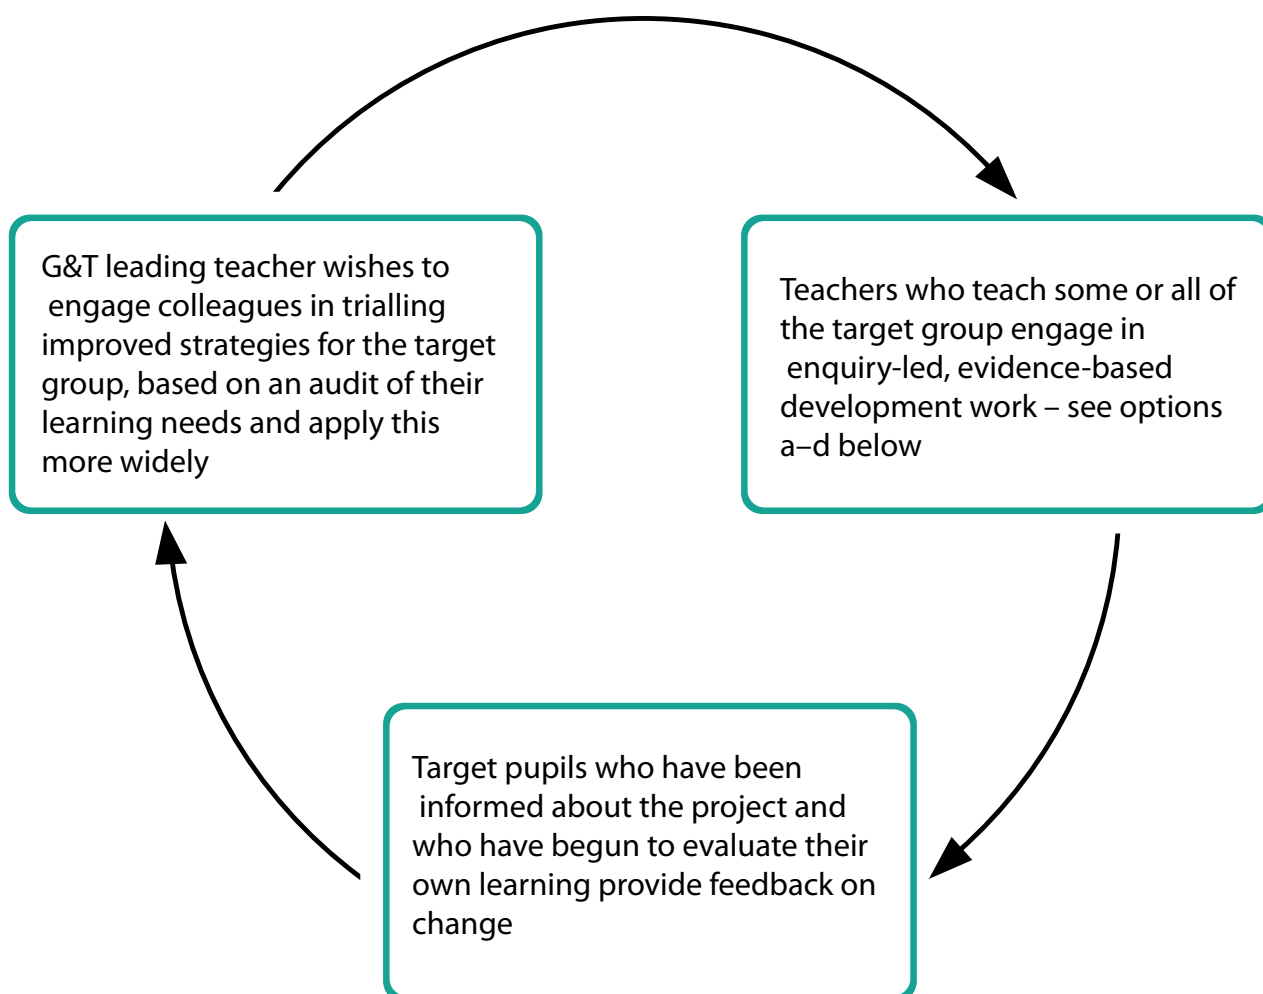 G&T leading teacher wishes to
engage colleagues in trialling
improved strategies for the target
group, based on an audit of their
learning needs and apply this
more widely
Teachers who teach some or all of
the target group engage in
enquiry-led, evidence-based
development work – see options
a–d below
Target pupils who have been
informed about the project and
who have begun to evaluate their
own learning provide feedback on
change